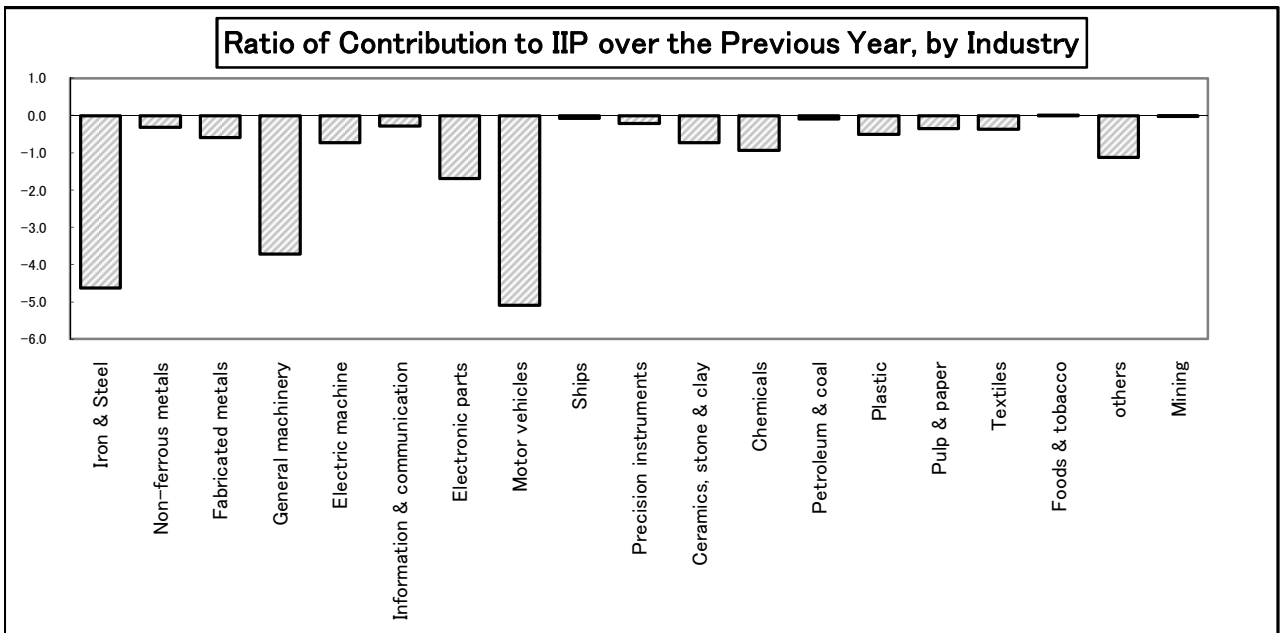 Ratio of Contribution to IIP over the Previous Year, by Industry
1.0
0.0
-1.0
-2.0
-3.0
-4.0
-5.0
-6.0
Iron & Steel
Non-ferrous metals
Fabricated metals
General machinery
Electric machine
Information & communication
Electronic parts
Motor vehicles
Ships
Precision instruments
Ceramics, stone & clay
Chemicals
Petroleum & coal
Plastic
Pulp & paper
Textiles
Foods & tobacco
others
Mining